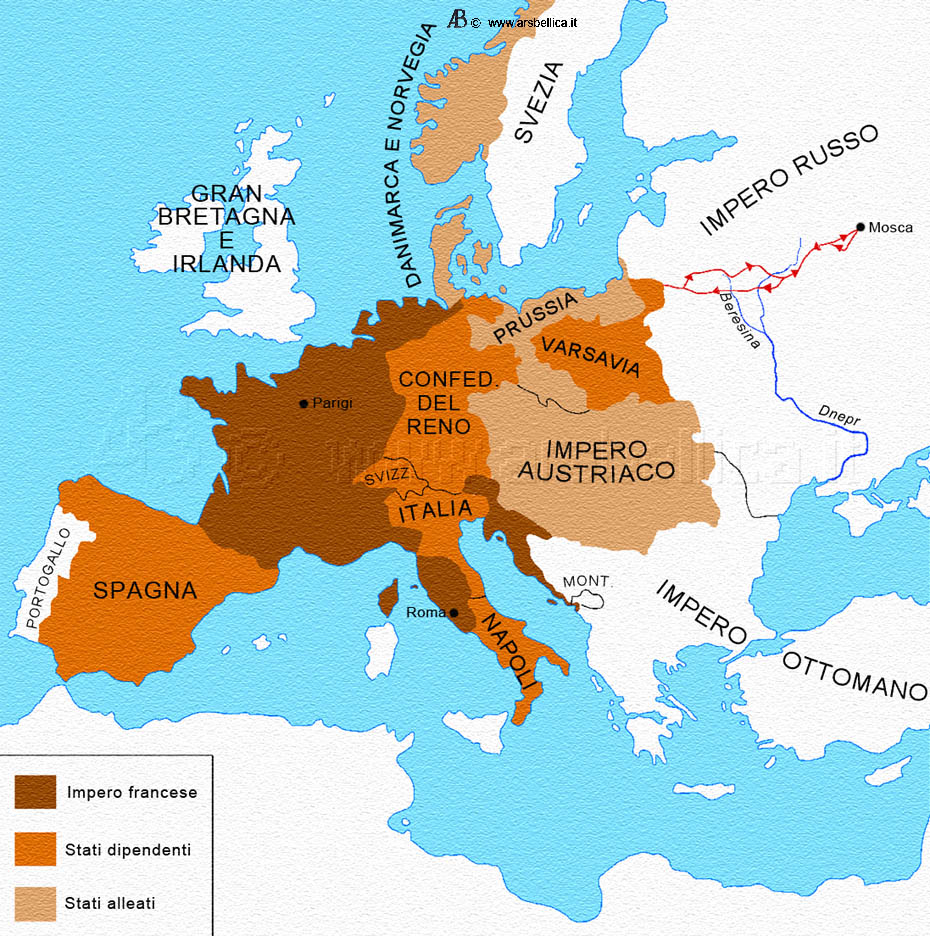 AB © www.arsbellica.it
DANIMARCA E NORVEGIA
SVEZIA
IMPERO RUSSO
GRAN
BRETAGNA
E
IRLANDA
Mosca
Beresina
PRUSSIA
VARSAVIA
CONFED.
DEL
RENO
Parigi
Dnepr
IMPERO
AUSTRIACO
SVIZZ.
ITALIA
PORTOGALLO
SPAGNA
MONT.
Roma
NAPOLI
IMPERO
OTTOMANO
Impero francese
Stati dipendenti
Stati alleati